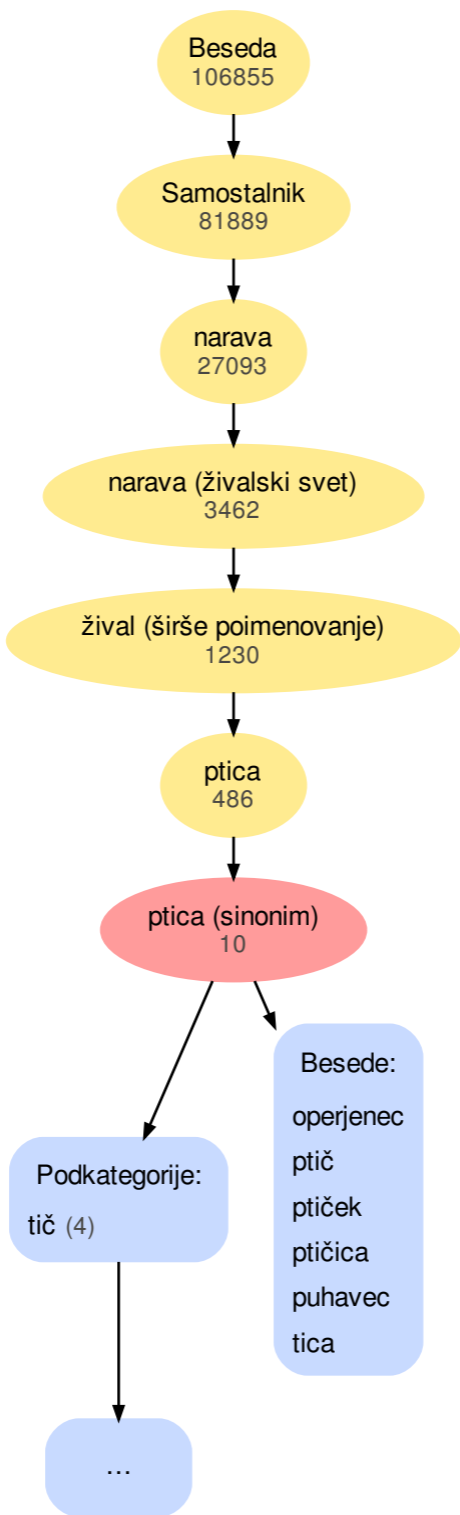 Beseda
106855
Samostalnik
81889
narava
27093
narava (živalski svet)
3462
žival (širše poimenovanje)
1230
ptica
486
ptica (sinonim)
10
Besede:
operjenec
ptič
ptiček
ptičica
puhavec
tica
Podkategorije:
tič (4)
...